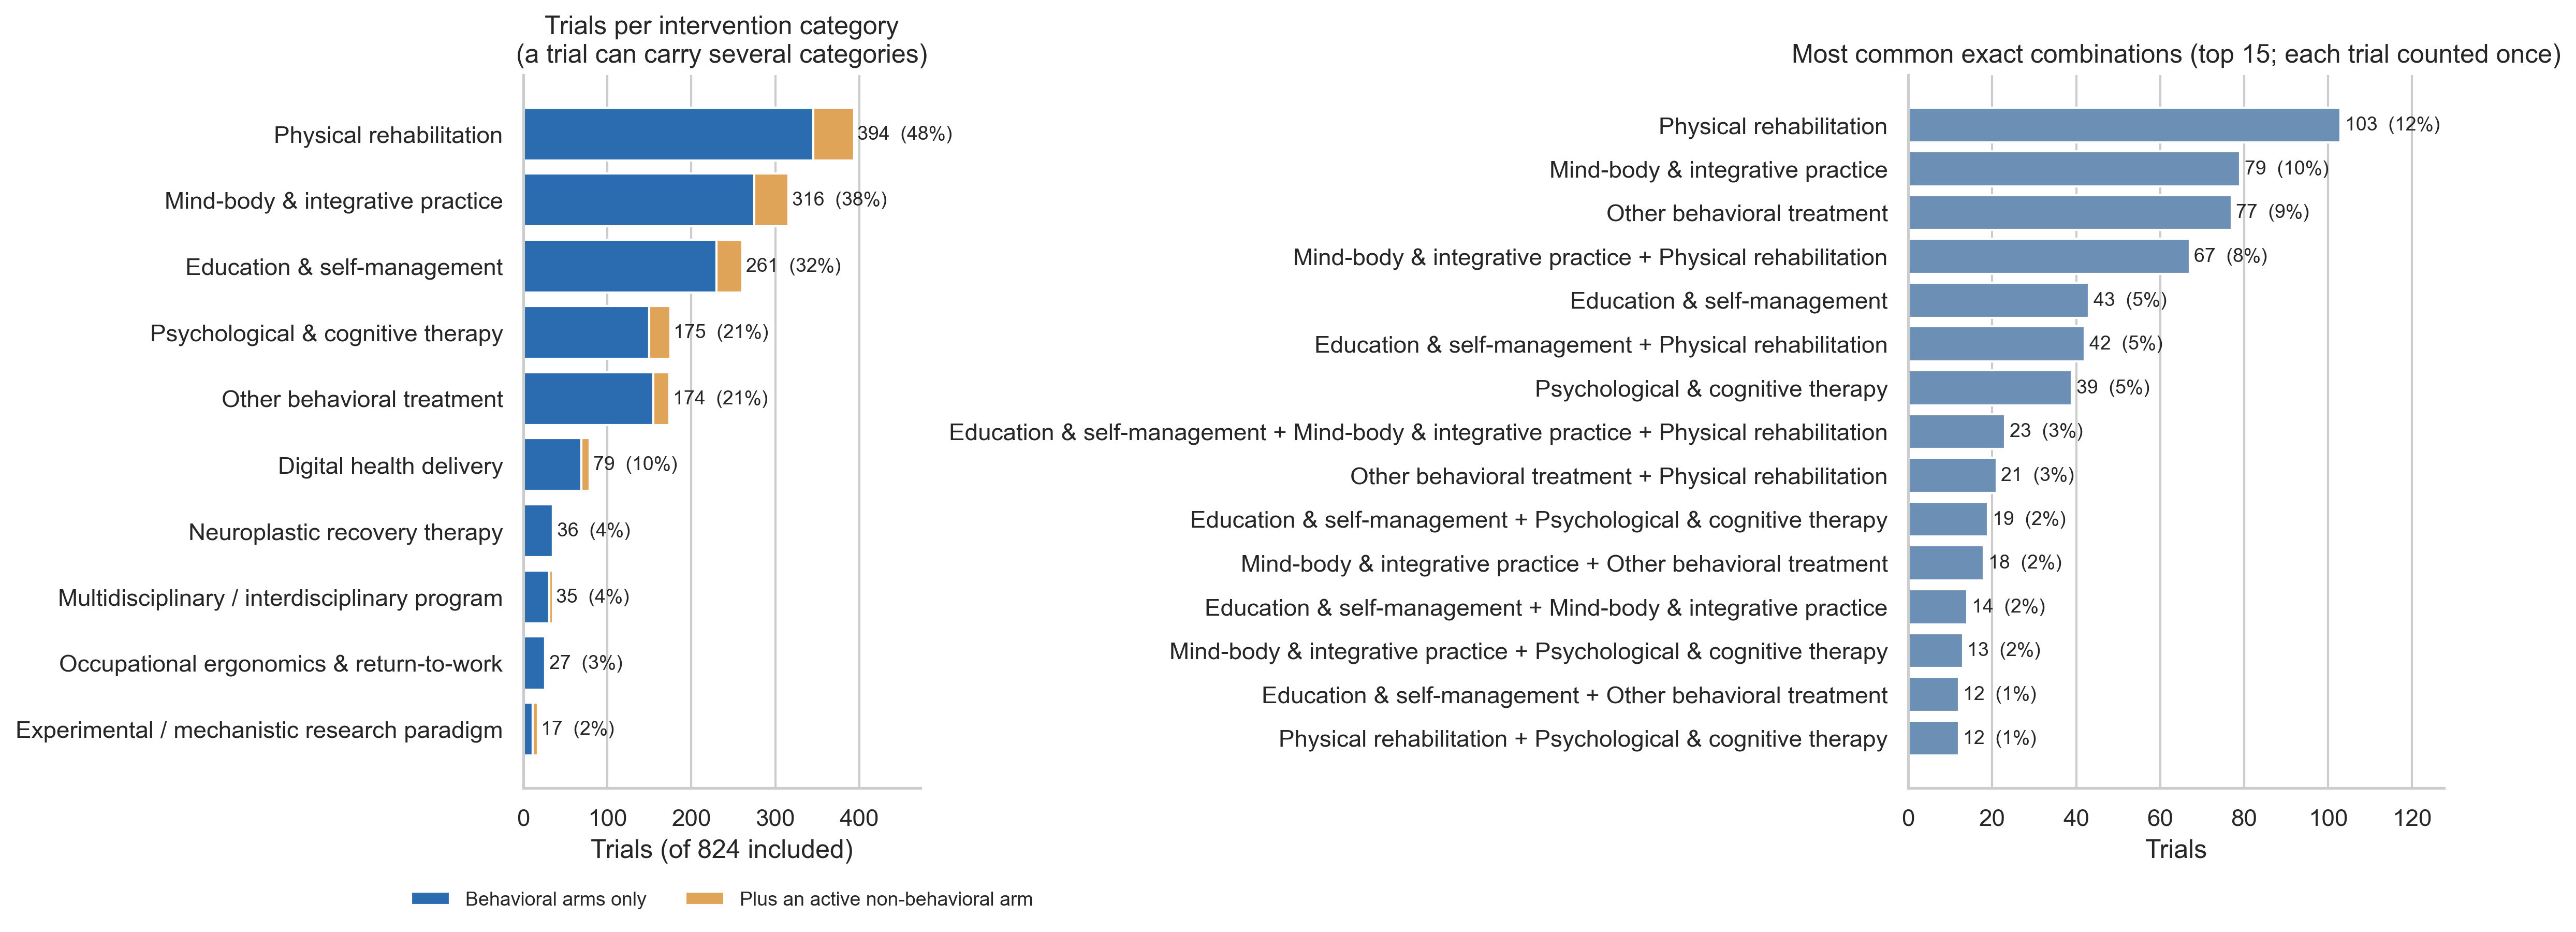 Trials per intervention category
(a trial can carry several categories)
Physical rehabilitation 394 (48%)
Mind-body & integrative practice 316 (38%)
Education & self-management 261 (32%)
Psychological & cognitive therapy 175 (21%)
Other behavioral treatment 174 (21%)
Digital health delivery 79 (10%)
Neuroplastic recovery therapy 36 (4%)
Multidisciplinary / interdisciplinary program 35 (4%)
Occupational ergonomics & return-to-work 27 (3%)
Experimental / mechanistic research paradigm 17 (2%)
0 100 200 300 400
Trials (of 824 included)
Behavioral arms only Plus an active non-behavioral arm
Most common exact combinations (top 15; each trial counted once)
Physical rehabilitation 103 (12%)
Mind-body & integrative practice 79 (10%)
Other behavioral treatment 77 (9%)
Mind-body & integrative practice + Physical rehabilitation 67 (8%)
Education & self-management 43 (5%)
Education & self-management + Physical rehabilitation 42 (5%)
Psychological & cognitive therapy 39 (5%)
Education & self-management + Mind-body & integrative practice + Physical rehabilitation 23 (3%)
Other behavioral treatment + Physical rehabilitation 21 (3%)
Education & self-management + Psychological & cognitive therapy 19 (2%)
Mind-body & integrative practice + Other behavioral treatment 18 (2%)
Education & self-management + Mind-body & integrative practice 14 (2%)
Mind-body & integrative practice + Psychological & cognitive therapy 13 (2%)
Education & self-management + Other behavioral treatment 12 (1%)
Physical rehabilitation + Psychological & cognitive therapy 12 (1%)
0 20 40 60 80 100 120
Trials